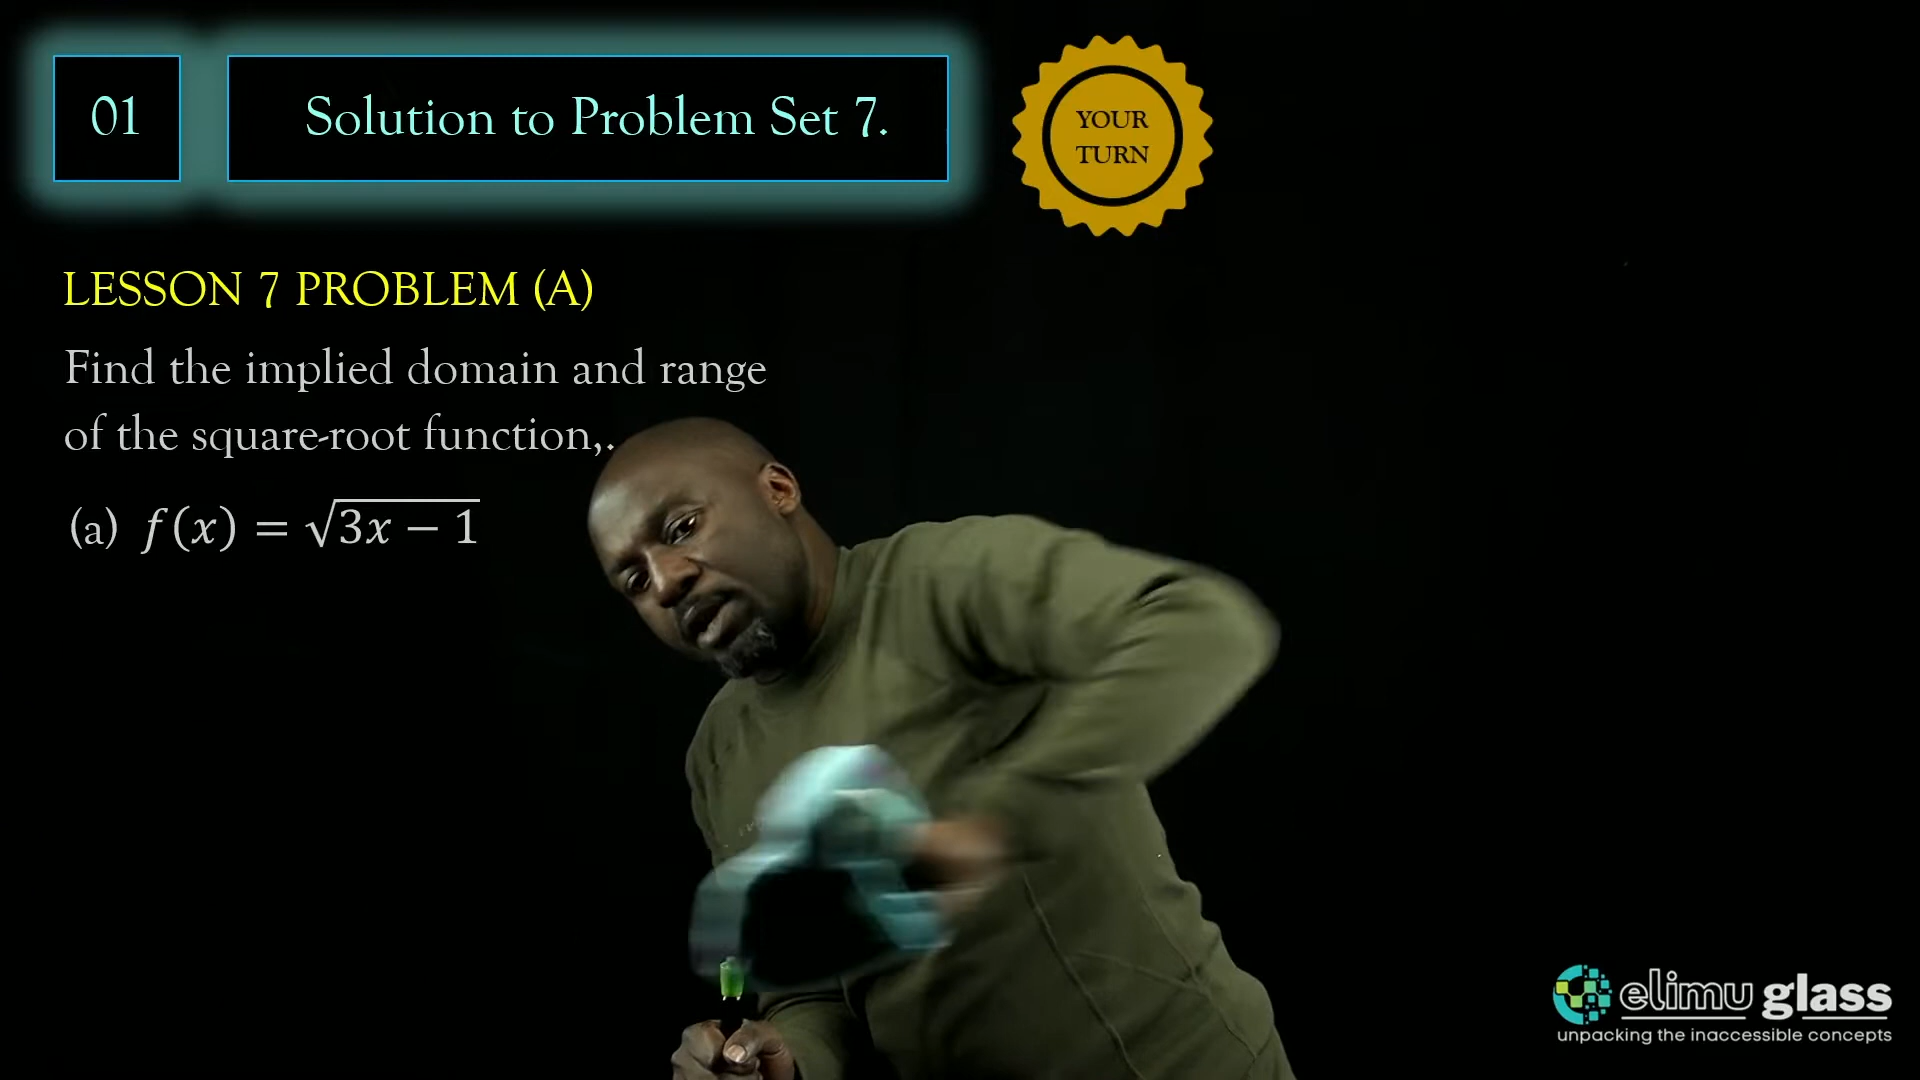 01
Solution to Problem Set 7.
YOUR
TURN
LESSON 7 PROBLEM (A)
Find the implied domain and range
of the square-root function,.
(a) f(x) = √3x − 1
elimu glass
unpacking the inaccessible concepts